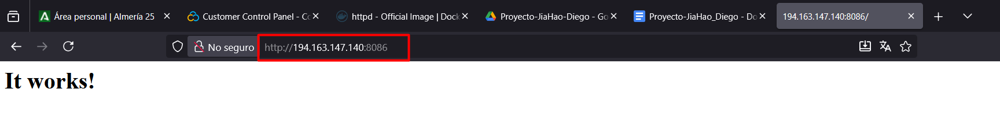 Área personal | Almería 25
Customer Control Panel - Co
httpd - Official Image | Dock
Proyecto-JiaHao-Diego - Go
Proyecto-JiaHao_Diego - Do
194.163.147.140:8086/
No seguro
http://194.163.147.140:8086
It works!